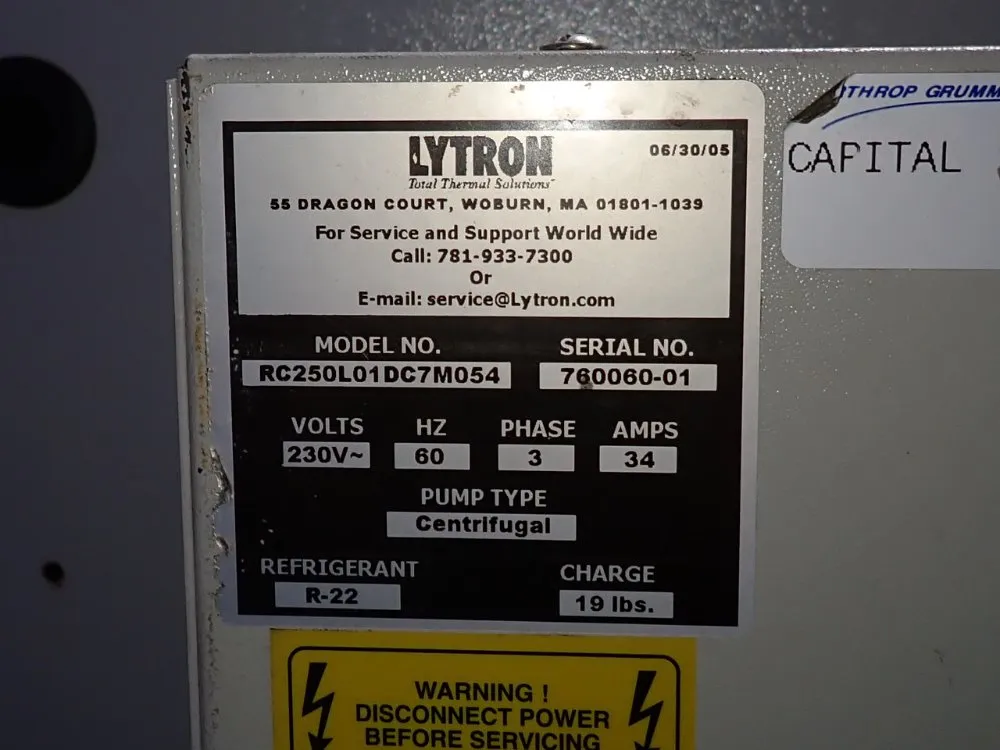 LYTRON
06/30/05
Total Thermal Solutions
55 DRAGON COURT, WOBURN, MA 01801-1039
For Service and Support World Wide
Call: 781-933-7300
Or
E-mail: service@Lytron.com
MODEL NO. SERIAL NO.
RC250L01DC7M054 760060-01
VOLTS HZ PHASE AMPS
230V~ 60 3 34
PUMP TYPE
Centrifugal
REFRIGERANT CHARGE
R-22 19 lbs.
WARNING !
DISCONNECT POWER
BEFORE SERVICING
THROP GRUMM
CAPITAL